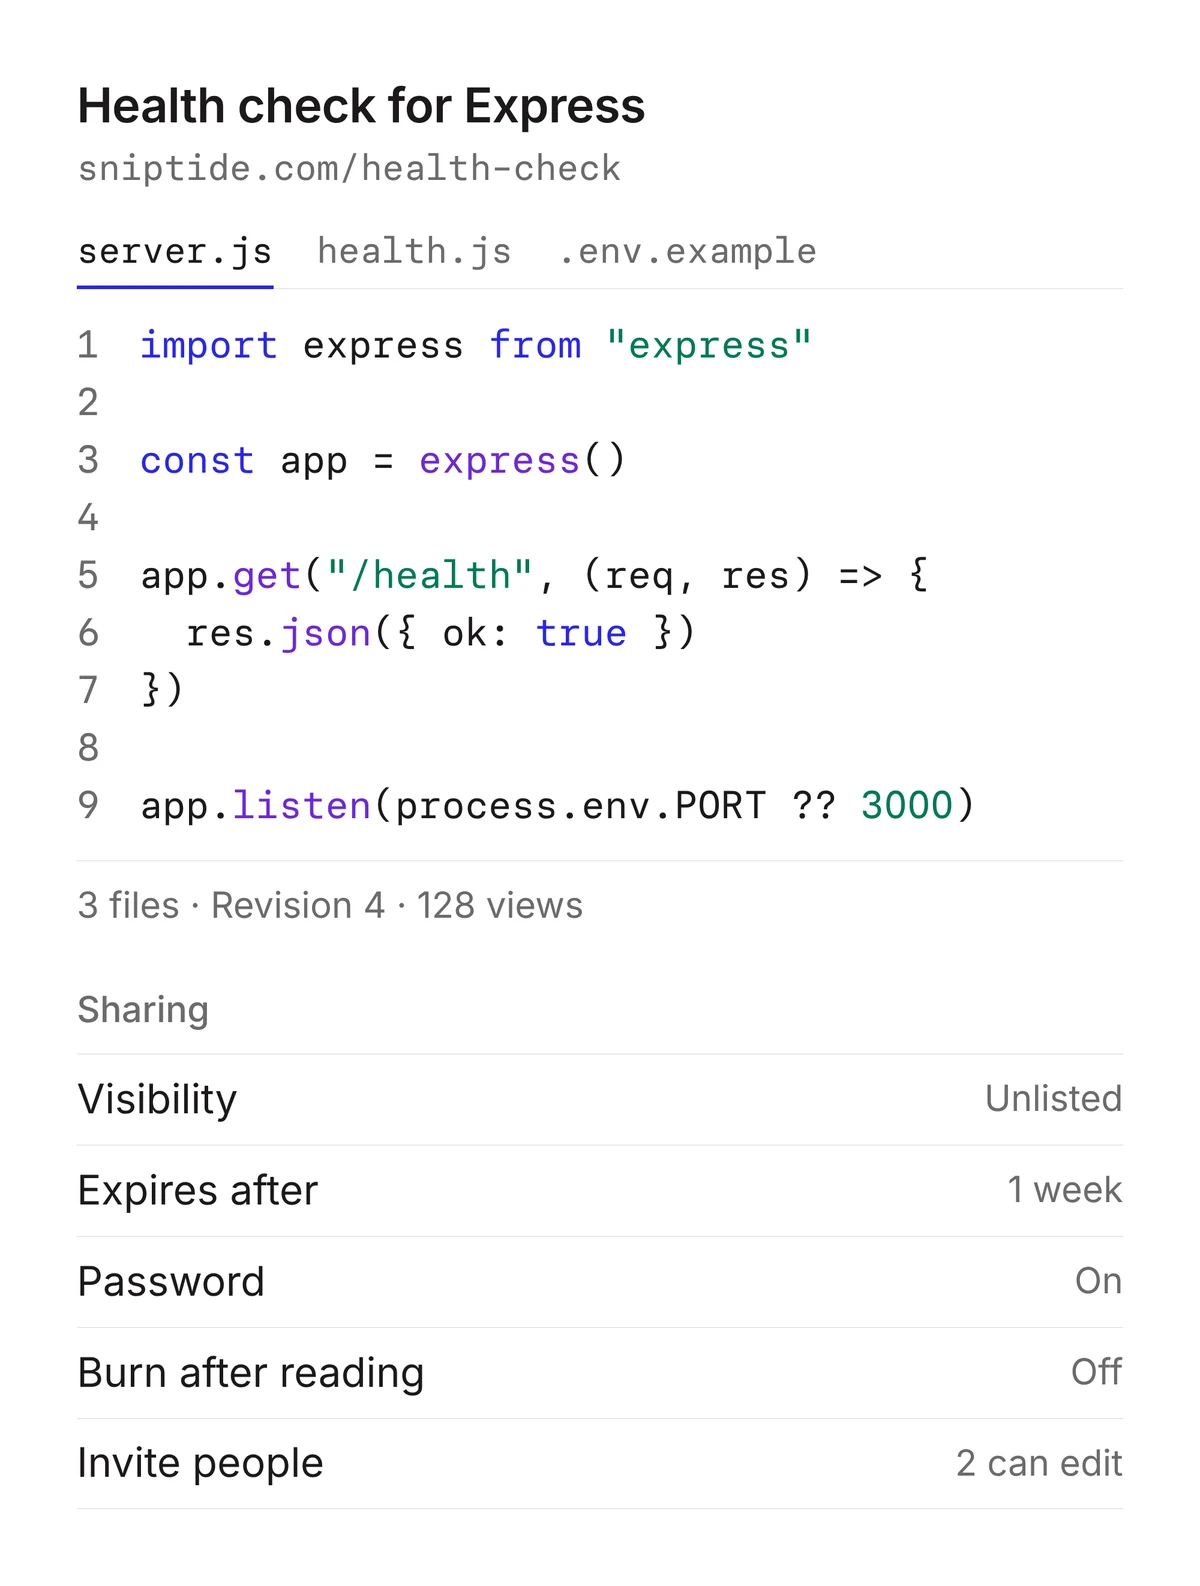 Health check for Express
sniptide.com/health-check
server.js health.js .env.example
1 import express from "express"
2
3 const app = express()
4
5 app.get("/health", (req, res) => {
6   res.json({ ok: true })
7 })
8
9 app.listen(process.env.PORT ?? 3000)
3 files · Revision 4 · 128 views
Sharing
Visibility Unlisted
Expires after 1 week
Password On
Burn after reading Off
Invite people 2 can edit